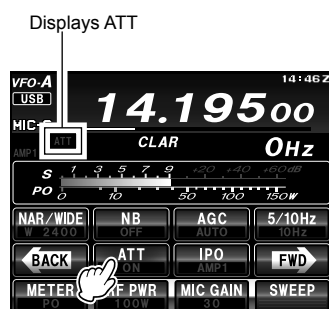 Displays ATT
VFO-A
14:46Z
USB
14.19500
MIC
ATT
AMP1
CLAR
0Hz
S 1 3 5 7 9 +20 +40 +60dB
PO 0 10 50 100 150W
NAR/WIDE NB AGC 5/10Hz
W 2400 OFF AUTO 10Hz
BACK ATT IPO FWD
ON AMP1
METER RF PWR MIC GAIN SWEEP
PO 100W 30